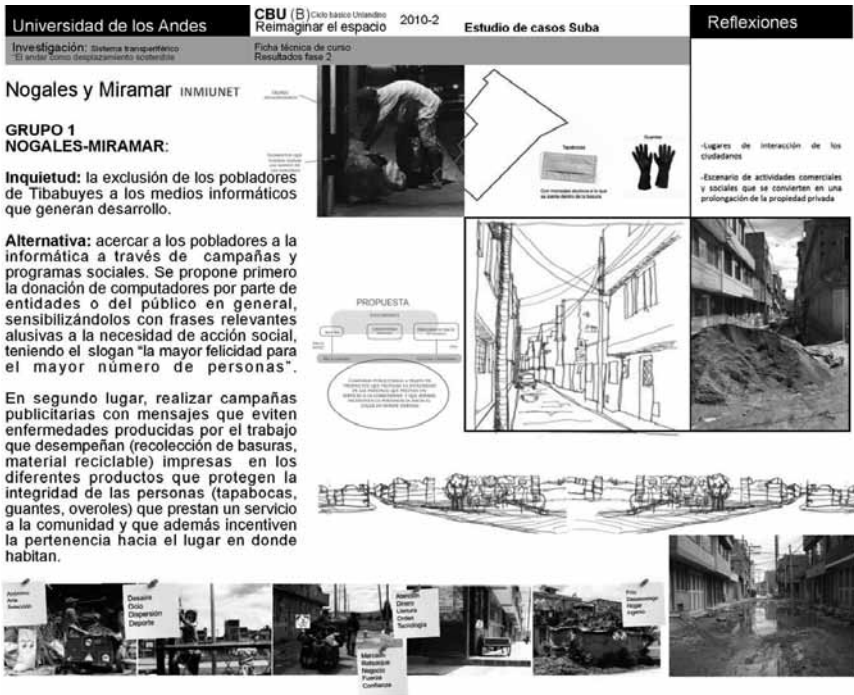 Universidad de los Andes
CBU (B) Ciclo básico Uniandino
Reimaginar el espacio
2010-2
Estudio de casos Suba
Reflexiones
Investigación: Sistema transperiférico
"El andar como desplazamiento sostenible
Ficha técnica de curso
Resultados fase 2
Nogales y Miramar INMIUNET
GRUPO 1
NOGALES-MIRAMAR:
Inquietud: la exclusión de los pobladores
de Tibabuyes a los medios informáticos
que generan desarrollo.
Alternativa: acercar a los pobladores a la
informática a través de campañas y
programas sociales. Se propone primero
la donación de computadores por parte de
entidades o del público en general,
sensibilizándolos con frases relevantes
alusivas a la necesidad de acción social,
teniendo el slogan "la mayor felicidad para
el mayor número de personas".
En segundo lugar, realizar campañas
publicitarias con mensajes que eviten
enfermedades producidas por el trabajo
que desempeñan (recolección de basuras,
material reciclable) impresas en los
diferentes productos que protegen la
integridad de las personas (tapabocas,
guantes, overoles) que prestan un servicio
a la comunidad y que además incentiven
la pertenencia hacia el lugar en donde
habitan.
Tapabocas
Guantes
-Lugares de interacción de los
ciudadanos
-Escenario de actividades comerciales
y sociales que se convierten en una
prolongación de la propiedad privada
PROPUESTA
Desaire
Ocio
Dispersión
Deporte
Atención
Dinero
Llanura
Orden
Tecnología
Mercado
Rebusque
Negocio
Fuerza
Confianza
Frío
Desasosiego
Hogar
Ingenio